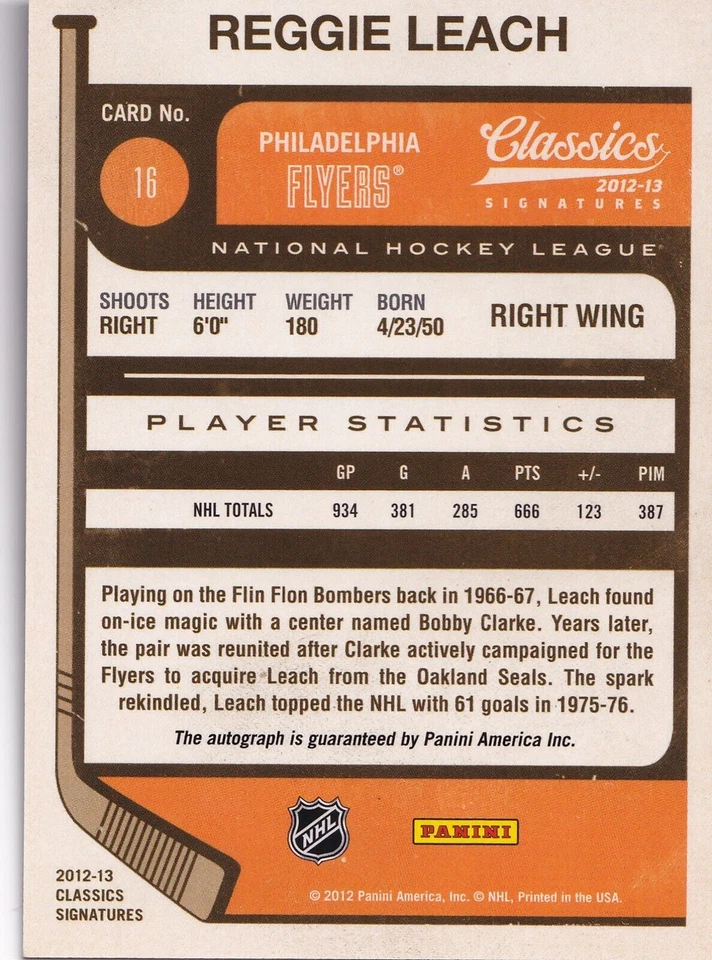 REGGIE LEACH
CARD No.
16
PHILADELPHIA
FLYERS®
Classics
2012-13
SIGNATURES
NATIONAL HOCKEY LEAGUE
SHOOTS HEIGHT WEIGHT BORN
RIGHT 6'0" 180 4/23/50
RIGHT WING
PLAYER STATISTICS
GP G A PTS +/- PIM
NHL TOTALS 934 381 285 666 123 387
Playing on the Flin Flon Bombers back in 1966-67, Leach found
on-ice magic with a center named Bobby Clarke. Years later,
the pair was reunited after Clarke actively campaigned for the
Flyers to acquire Leach from the Oakland Seals. The spark
rekindled, Leach topped the NHL with 61 goals in 1975-76.
The autograph is guaranteed by Panini America Inc.
NHL
PANINI
2012-13
CLASSICS
SIGNATURES
© 2012 Panini America, Inc. © NHL, Printed in the USA.